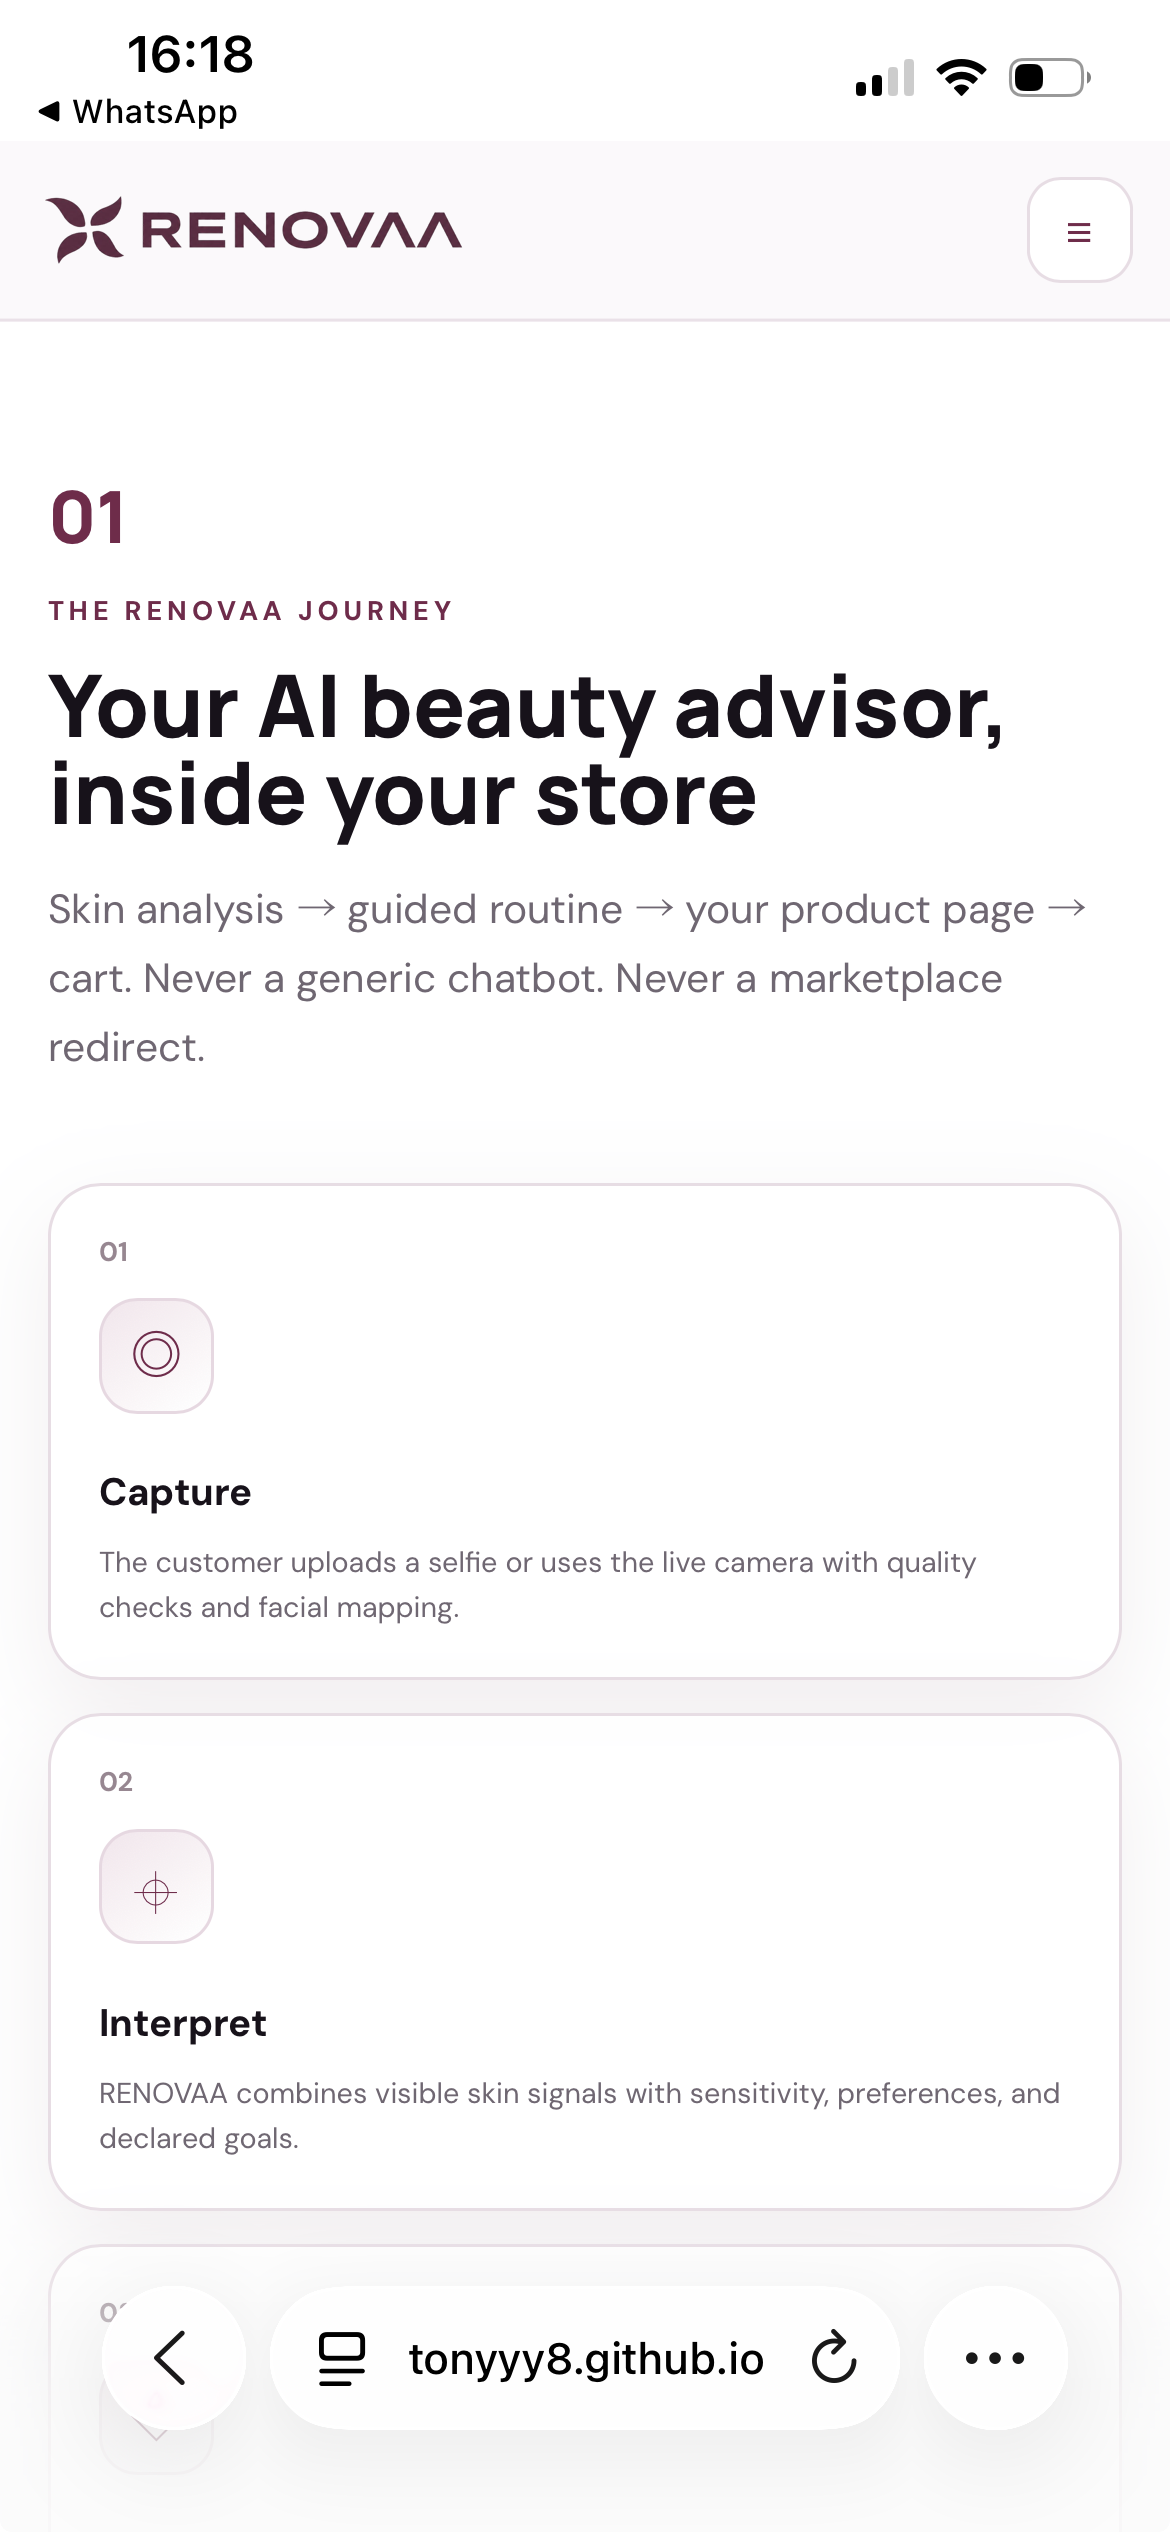 16:18
WhatsApp
RENOVAA
01
THE RENOVAA JOURNEY
Your AI beauty advisor,
inside your store
Skin analysis → guided routine → your product page →
cart. Never a generic chatbot. Never a marketplace
redirect.
01
Capture
The customer uploads a selfie or uses the live camera with quality
checks and facial mapping.
02
Interpret
RENOVAA combines visible skin signals with sensitivity, preferences, and
declared goals.
tonyyy8.github.io